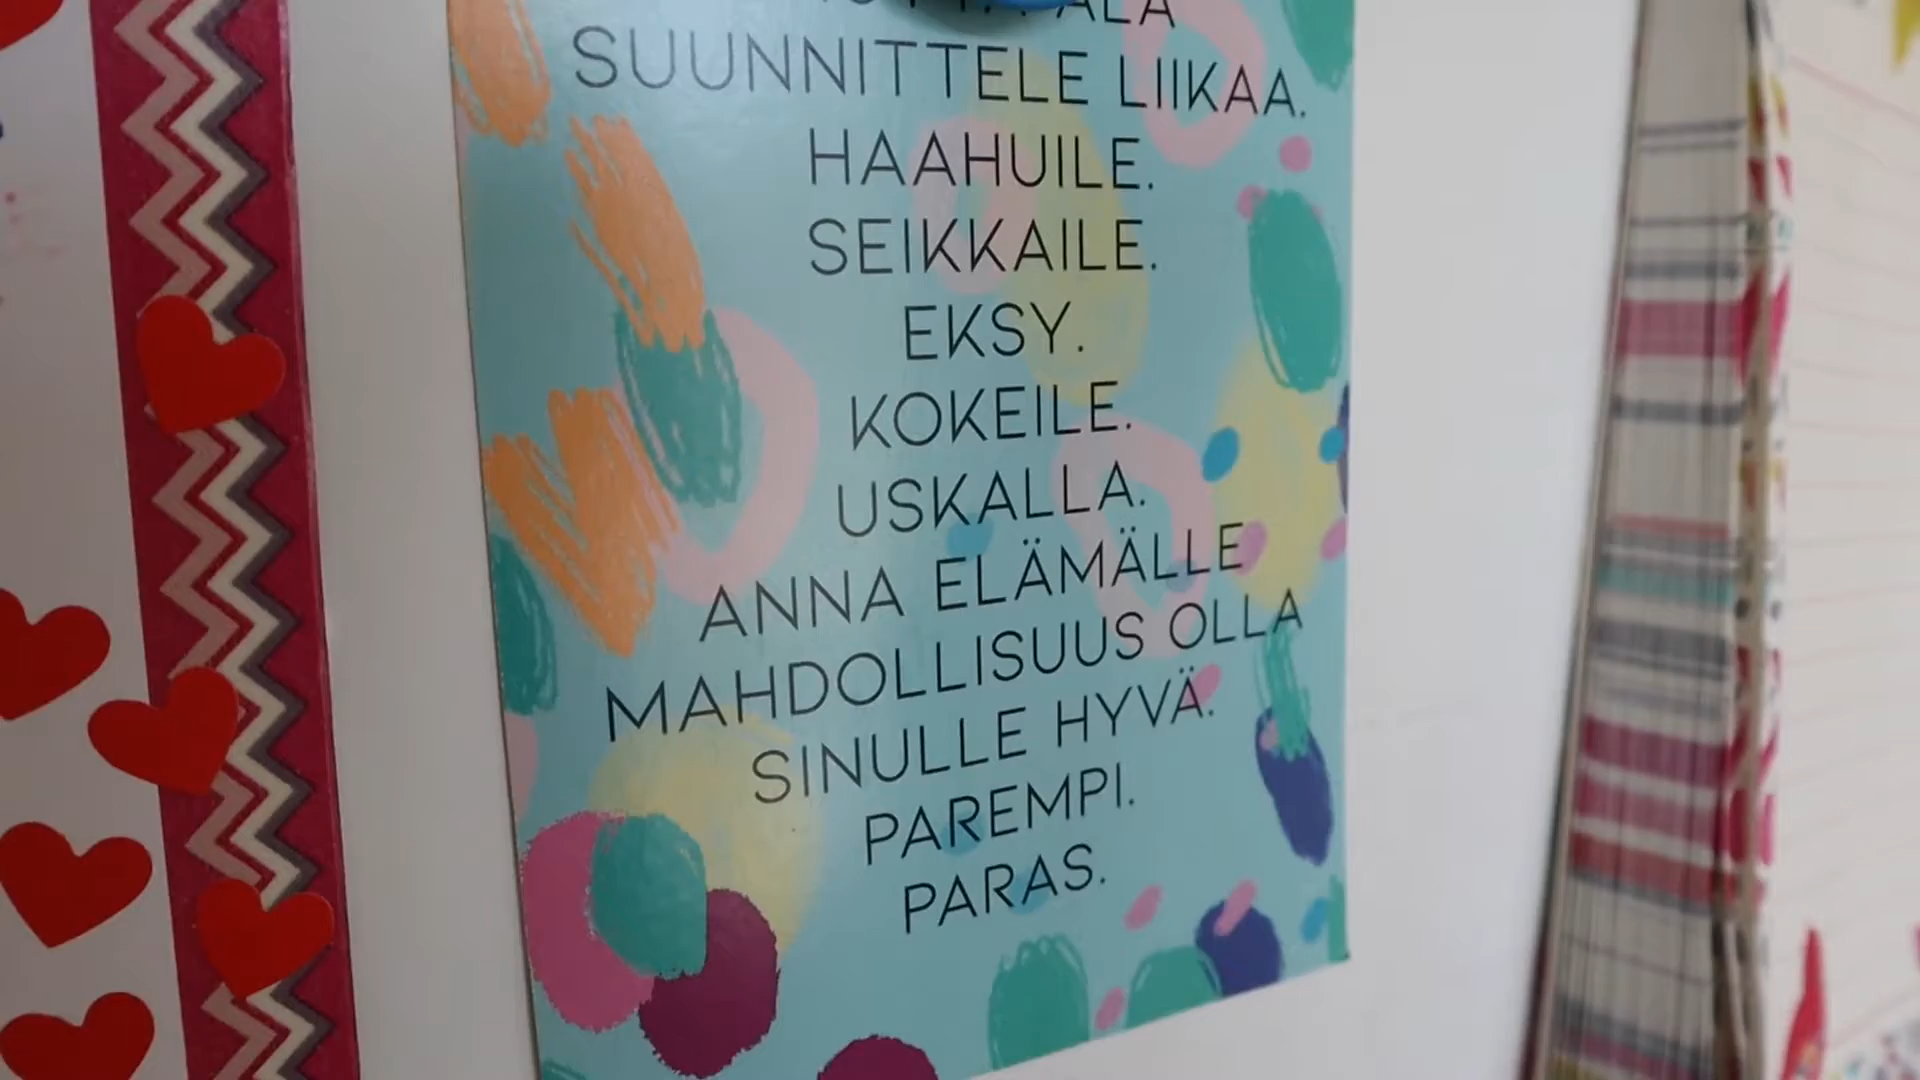 ÄLÄ
SUUNNITTELE LIIKAA.
HAAHUILE.
SEIKKAILE.
EKSY.
KOKEILE.
USKALLA.
ANNA ELÄMÄLLE
MAHDOLLISUUS OLLA
SINULLE HYVÄ.
PAREMPI.
PARAS.